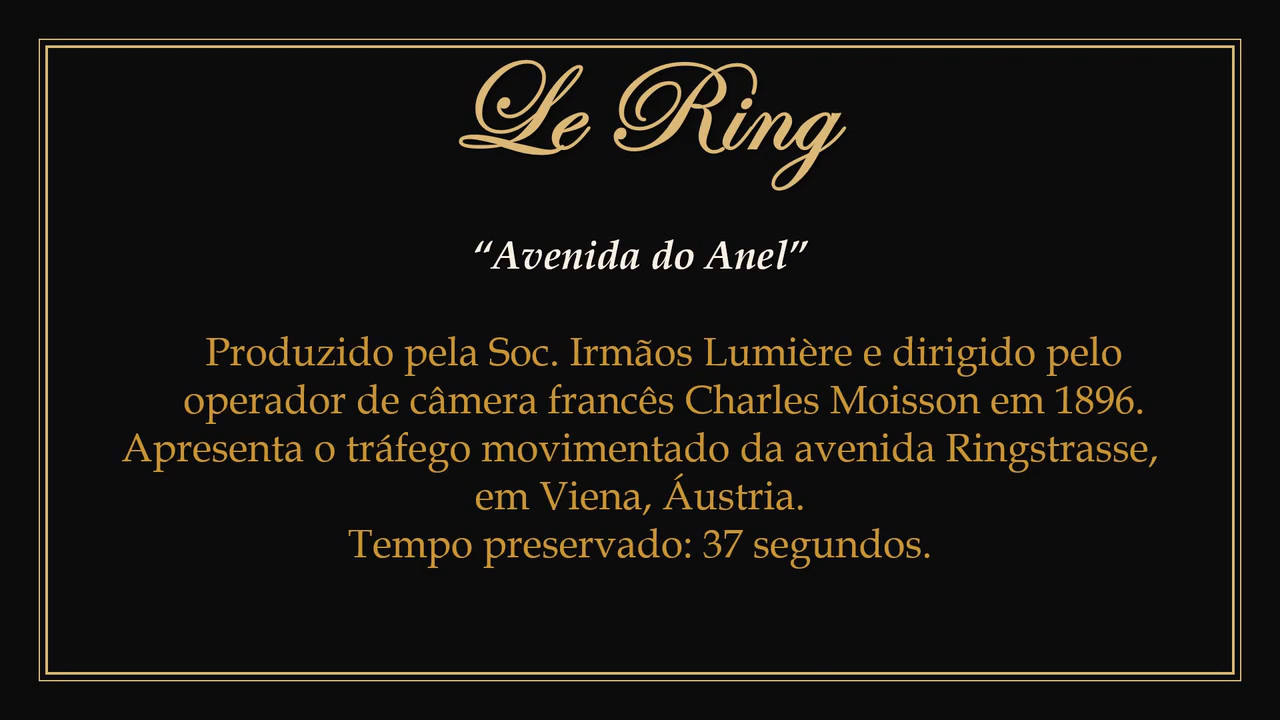 Le Ring
“Avenida do Anel”
Produzido pela Soc. Irmãos Lumière e dirigido pelo
operador de câmera francês Charles Moisson em 1896.
Apresenta o tráfego movimentado da avenida Ringstrasse,
em Viena, Áustria.
Tempo preservado: 37 segundos.